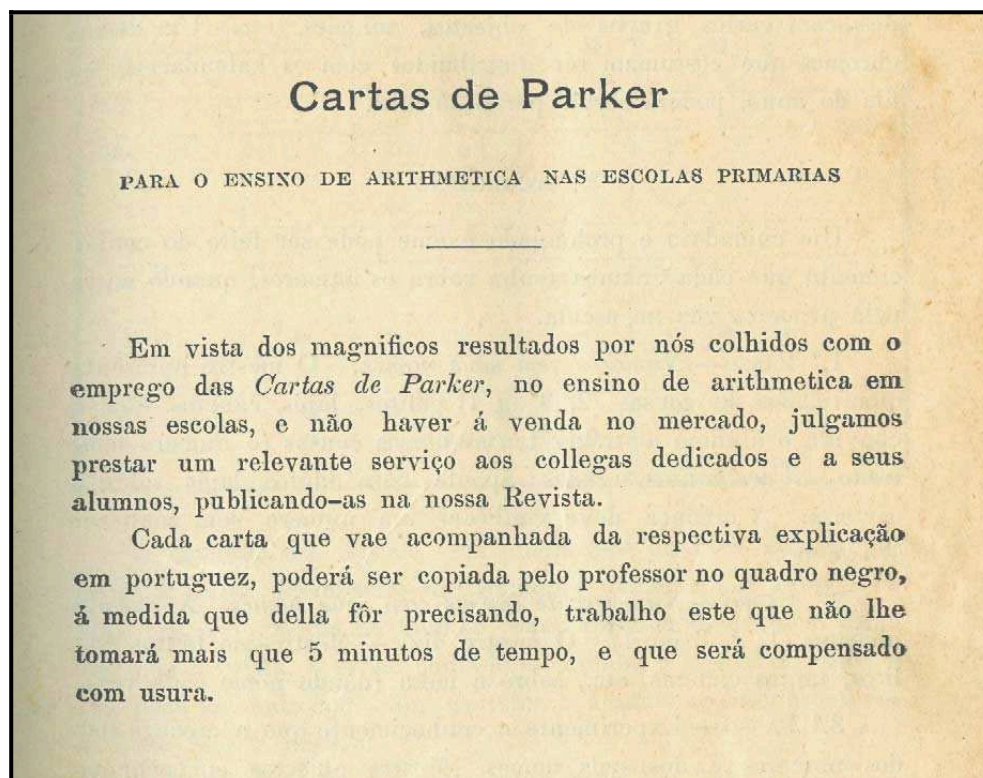 Cartas de Parker
PARA O ENSINO DE ARITHMETICA NAS ESCOLAS PRIMARIAS
Em vista dos magnificos resultados por nós colhidos com o
emprego das Cartas de Parker, no ensino de arithmetica em
nossas escolas, e não haver á venda no mercado, julgamos
prestar um relevante serviço aos collegas dedicados e a seus
alumnos, publicando-as na nossa Revista.
Cada carta que vae acompanhada da respectiva explicação
em portuguez, poderá ser copiada pelo professor no quadro negro,
á medida que della fôr precisando, trabalho este que não lhe
tomará mais que 5 minutos de tempo, e que será compensado
com usura.